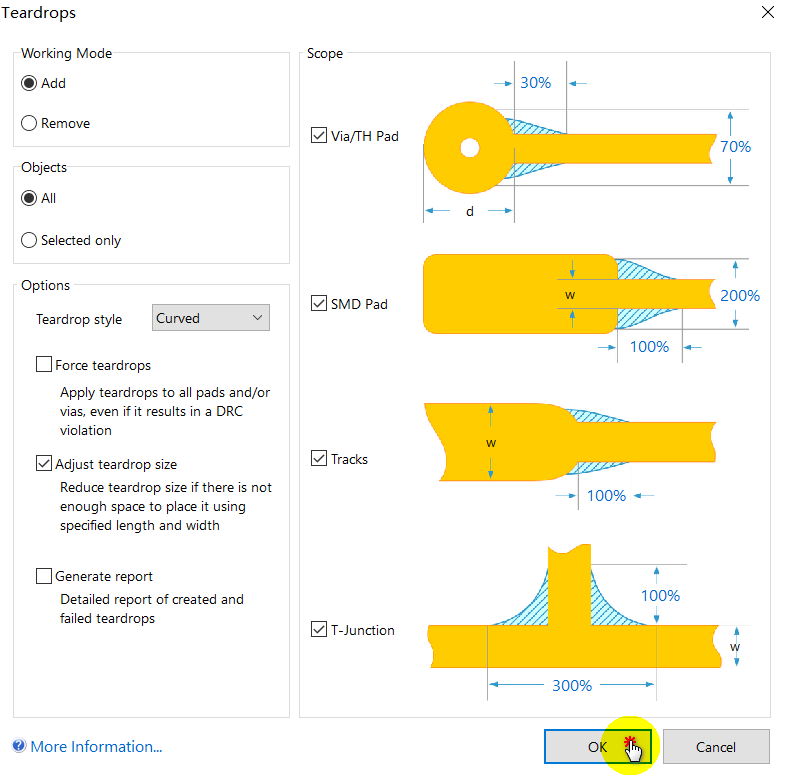 Teardrops
Working Mode
Add
Remove
Objects
All
Selected only
Options
Teardrop style
Curved
Force teardrops
Apply teardrops to all pads and/or
vias, even if it results in a DRC
violation
Adjust teardrop size
Reduce teardrop size if there is not
enough space to place it using
specified length and width
Generate report
Detailed report of created and
failed teardrops
Scope
Via/TH Pad
30%
70%
d
SMD Pad
w
200%
100%
Tracks
w
100%
T-Junction
100%
w
300%
More Information...
OK
Cancel